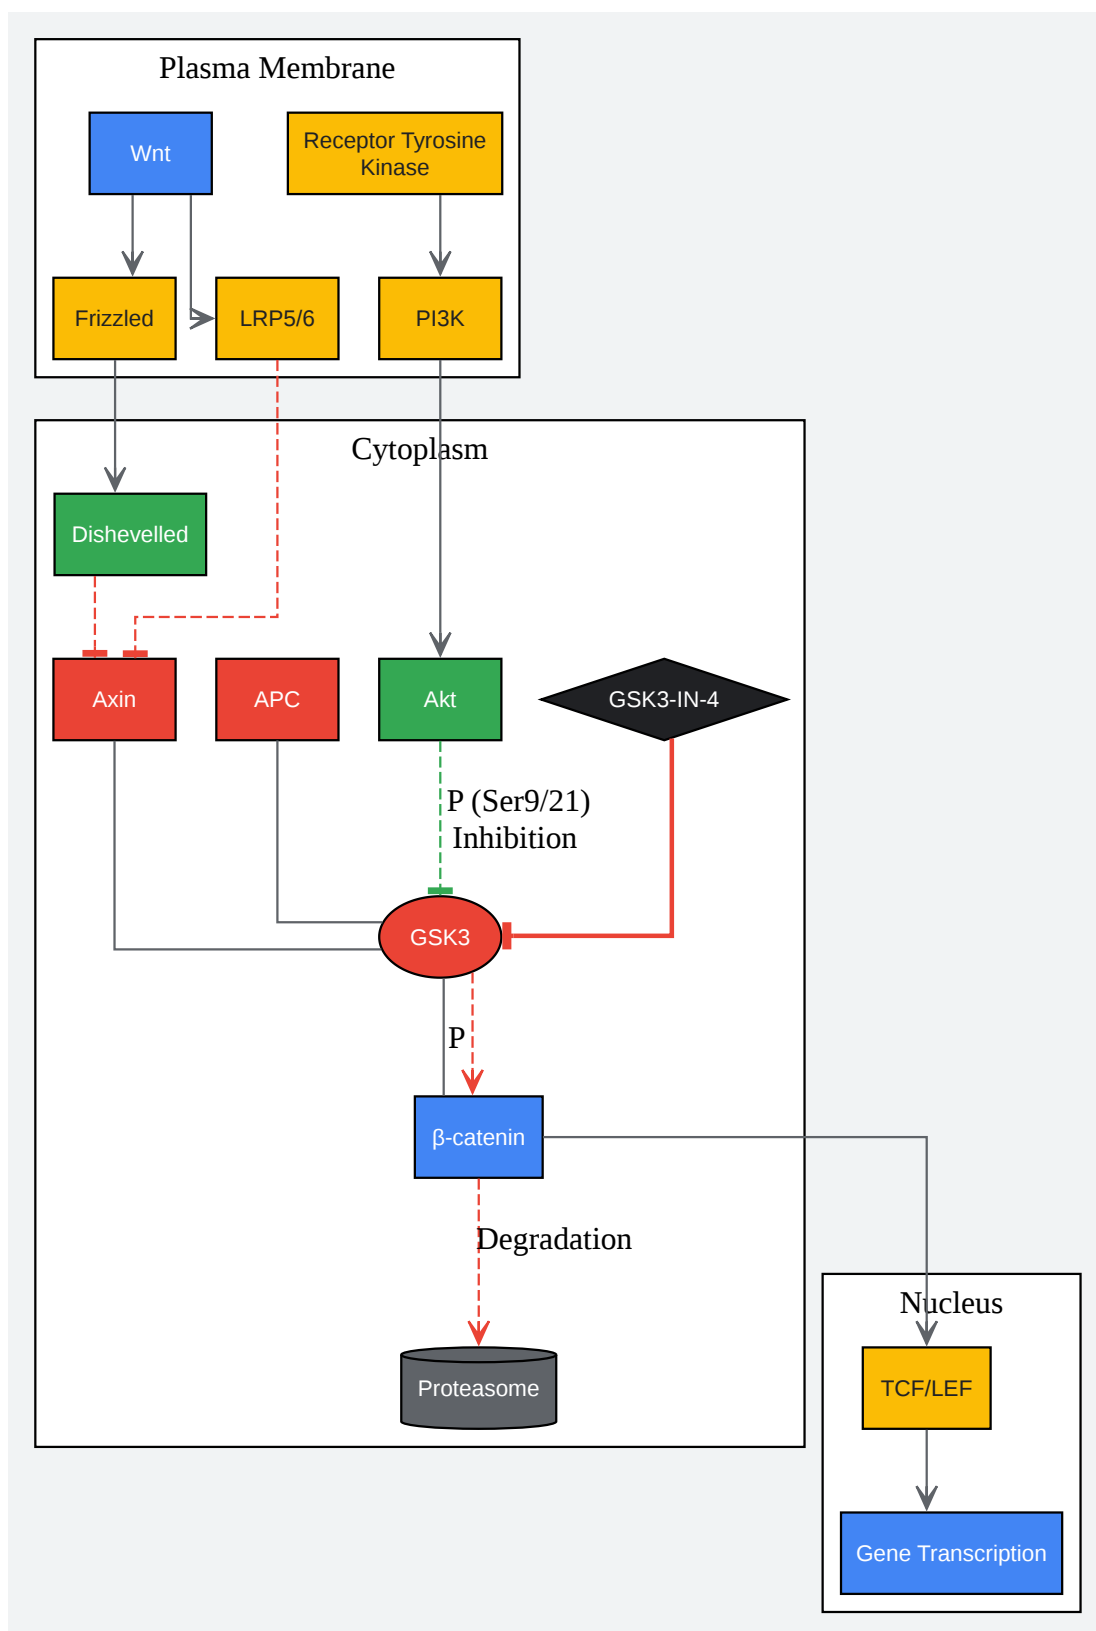 Plasma Membrane
Wnt
Receptor Tyrosine
Kinase
Frizzled
LRP5/6
PI3K
Cytoplasm
Dishevelled
Axin
APC
Akt
GSK3-IN-4
P (Ser9/21)
Inhibition
GSK3
P
β-catenin
Degradation
Proteasome
Nucleus
TCF/LEF
Gene Transcription